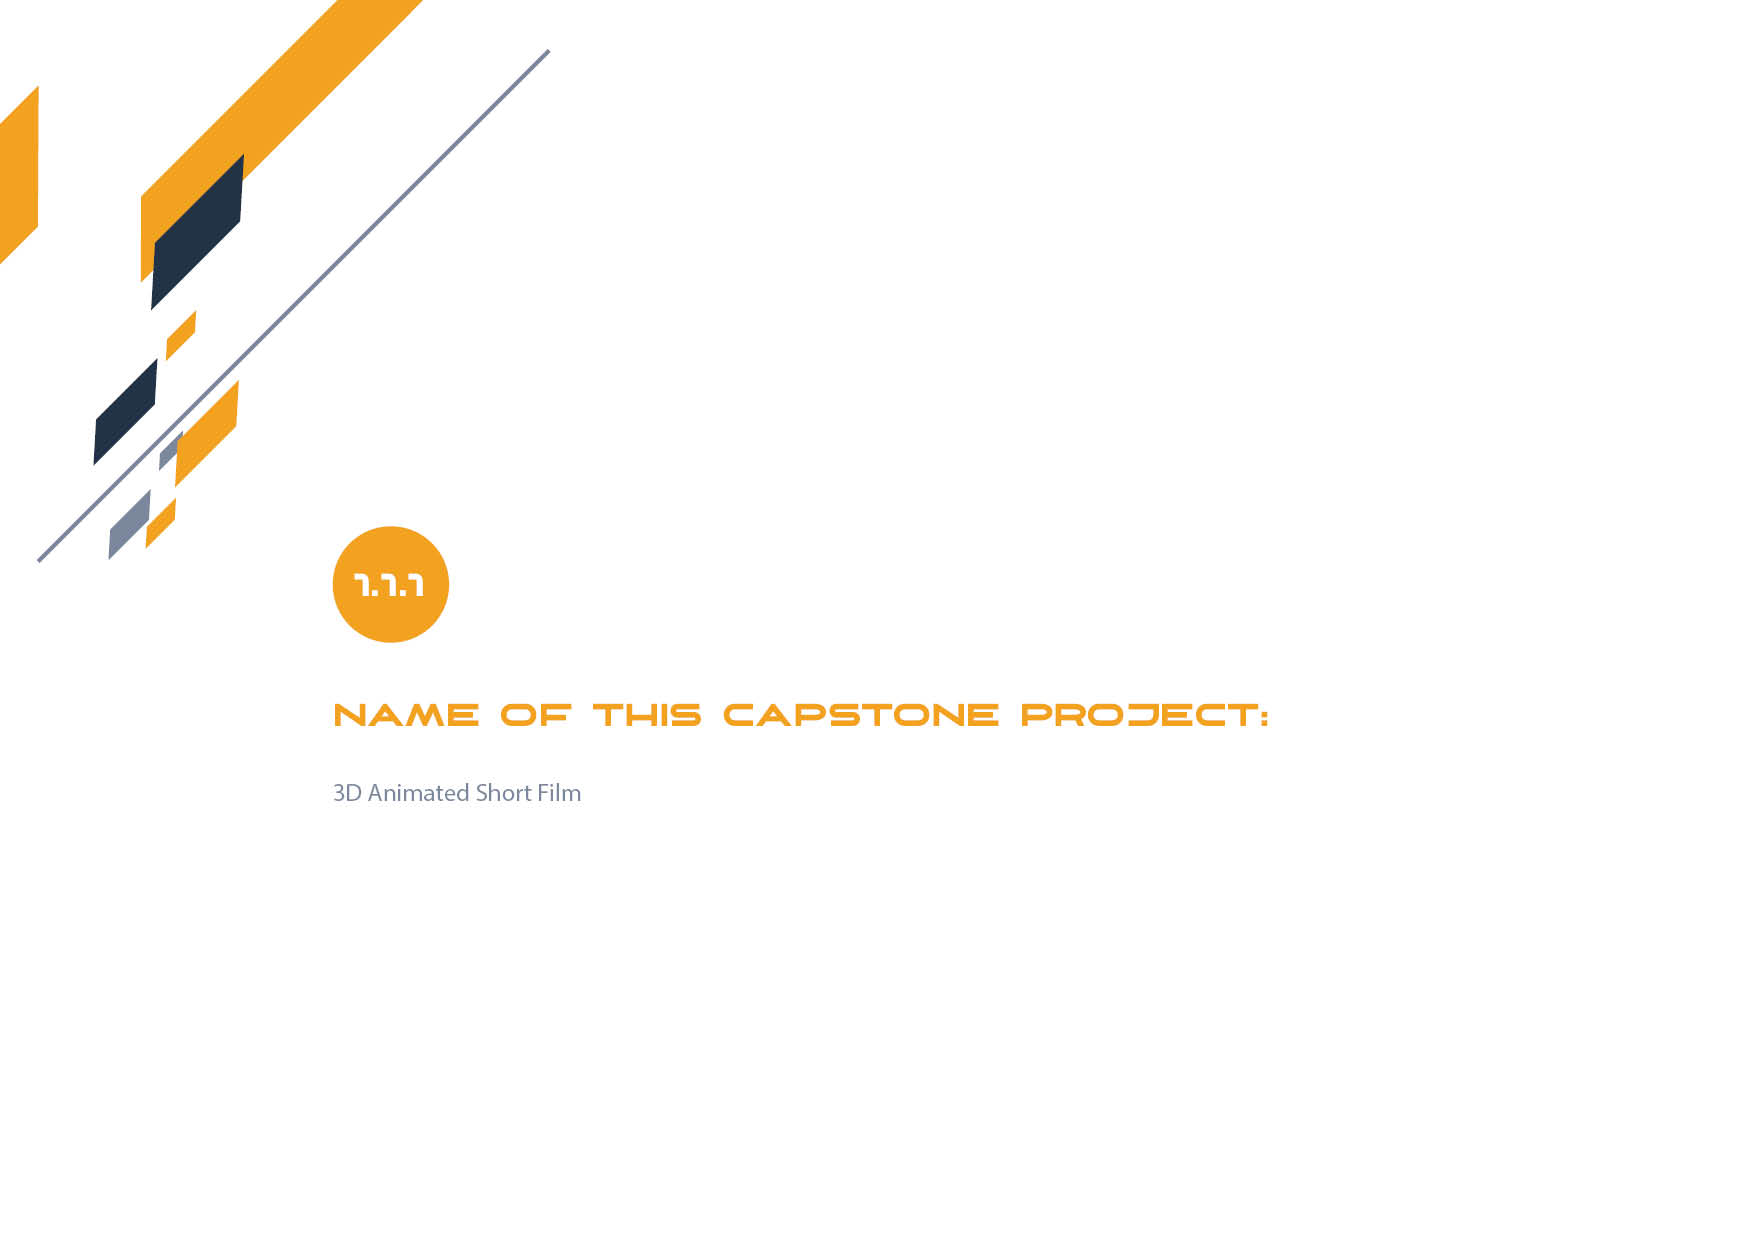 1.1.1
NAME OF THIS CAPSTONE PROJECT:
3D Animated Short Film